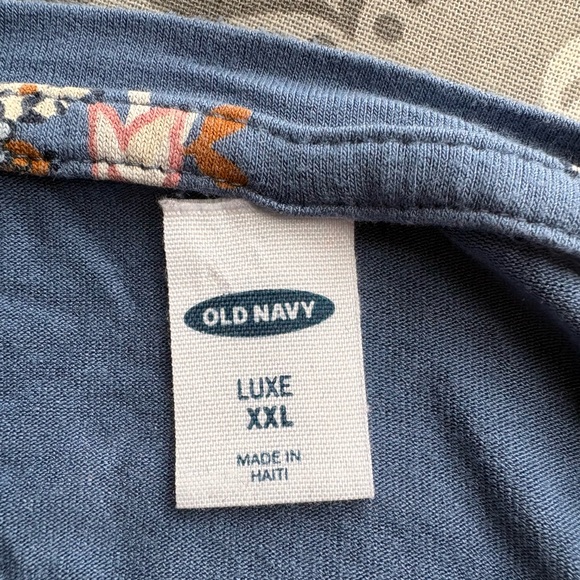 OLD NAVY
LUXE
XXL
MADE IN
HAITI